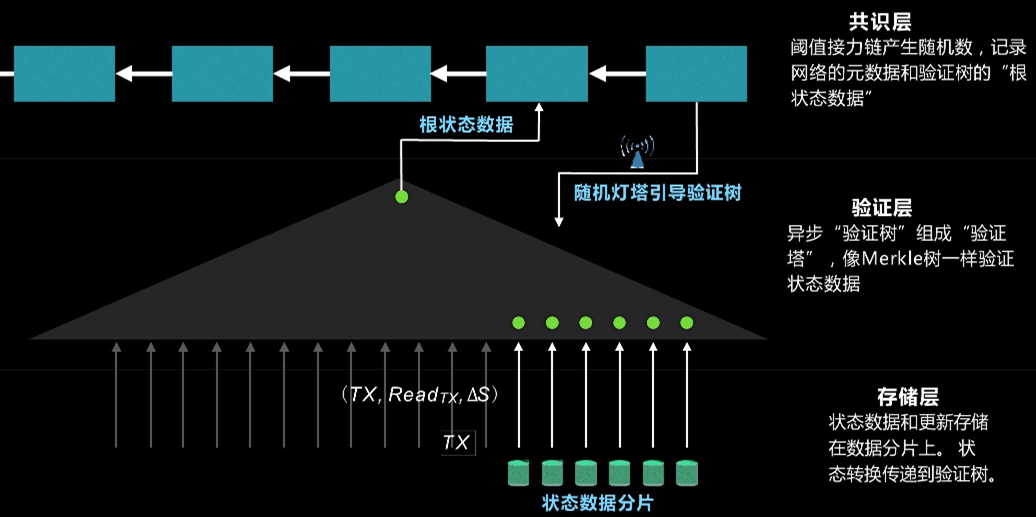 共识层
阈值接力链产生随机数，记录
网络的元数据和验证树的“根
状态数据”
根状态数据
随机灯塔引导验证树
验证层
异步“验证树”组成“验证
塔”，像Merkle树一样验证
状态数据
(TX, ReadTX, ΔS)
TX
存储层
状态数据和更新存储
在数据分片上。状
态转换传递到验证树。
状态数据分片